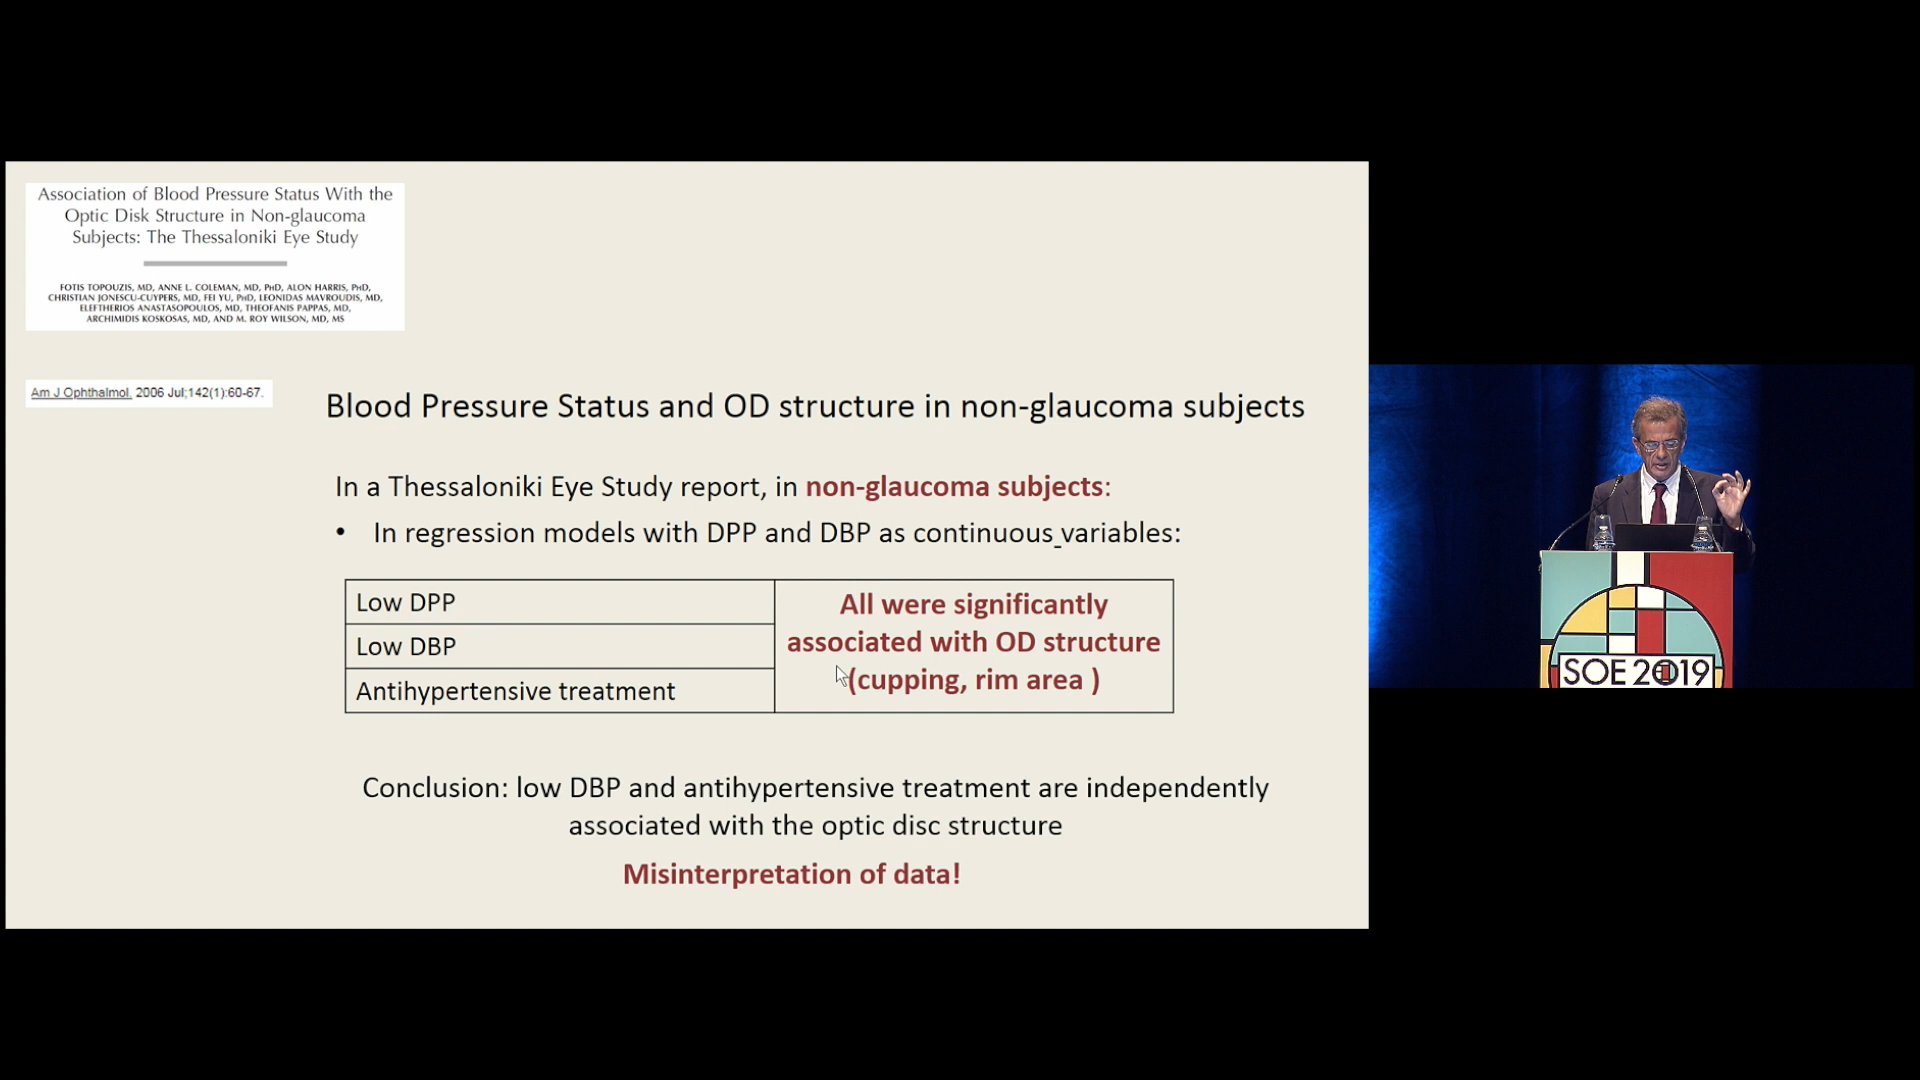 Association of Blood Pressure Status With the
Optic Disk Structure in Non-glaucoma
Subjects: The Thessaloniki Eye Study
FOTIS TOPOUZIS, MD, ANNE L. COLEMAN, MD, PHD, ALON HARRIS, PHD,
CHRISTIAN JONESCU-CUYPERS, MD, FEI YU, PHD, LEONIDAS MAVROUDIS, MD,
ELEFTHERIOS ANASTASOPOULOS, MD, THEOFANIS PAPPAS, MD,
ARCHIMIDIS KOSKOSAS, MD, AND M. ROY WILSON, MD, MS
Am J Ophthalmol. 2006 Jul;142(1):60-67.
Blood Pressure Status and OD structure in non-glaucoma subjects
In a Thessaloniki Eye Study report, in non-glaucoma subjects:
• In regression models with DPP and DBP as continuous_variables:
Low DPP
Low DBP
Antihypertensive treatment
All were significantly
associated with OD structure
(cupping, rim area )
Conclusion: low DBP and antihypertensive treatment are independently
associated with the optic disc structure
Misinterpretation of data!
SOE 2019